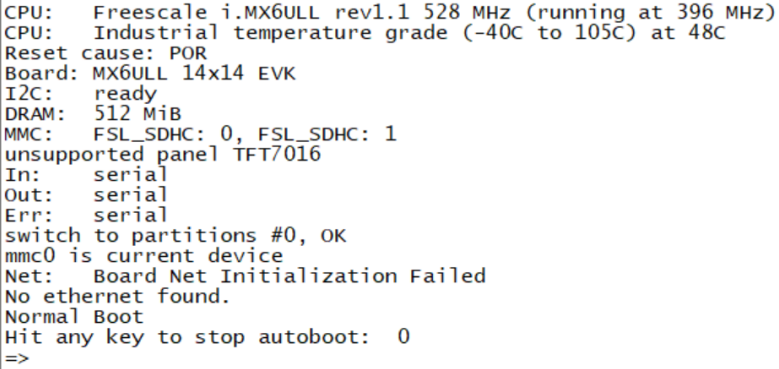 CPU:   Freescale i.MX6ULL rev1.1 528 MHz (running at 396 MHz)
CPU:   Industrial temperature grade (-40C to 105C) at 48C
Reset cause: POR
Board: MX6ULL 14x14 EVK
I2C:   ready
DRAM:  512 MiB
MMC:   FSL_SDHC: 0, FSL_SDHC: 1
unsupported panel TFT7016
In:    serial
Out:   serial
Err:   serial
switch to partitions #0, OK
mmc0 is current device
Net:   Board Net Initialization Failed
No ethernet found.
Normal Boot
Hit any key to stop autoboot:  0
=>